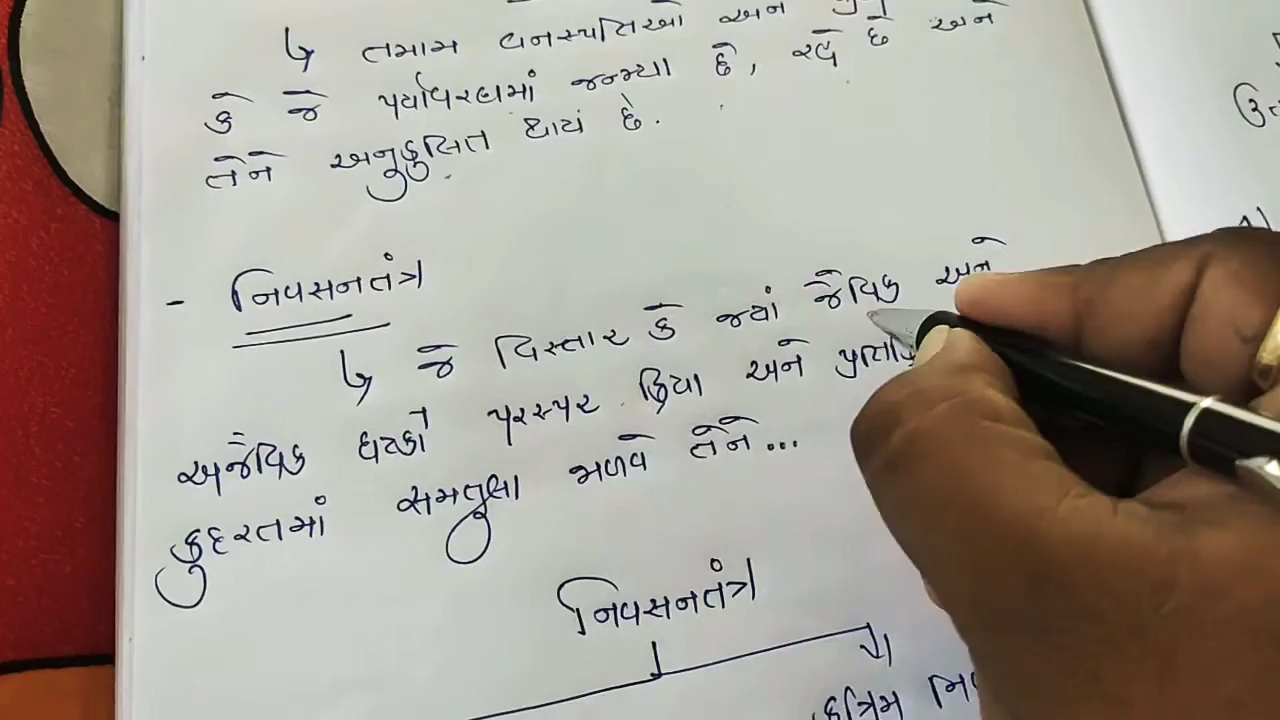 ↳ તમામ વનસ્પતિઓ અને
કે જે પર્યાવરણમાં જન્મ્યા છે, રહે છે અને
તેને અનુકુલિત થાય છે.
- નિવસનતંત્ર
↳ જે વિસ્તાર કે જ્યાં જૈવિક અને
અજૈવિક ઘટકો પરસ્પર ક્રિયા અને
કુદરતમાં સમતુલા જાળવે તેને...
નિવસનતંત્ર
કૃત્રિમ